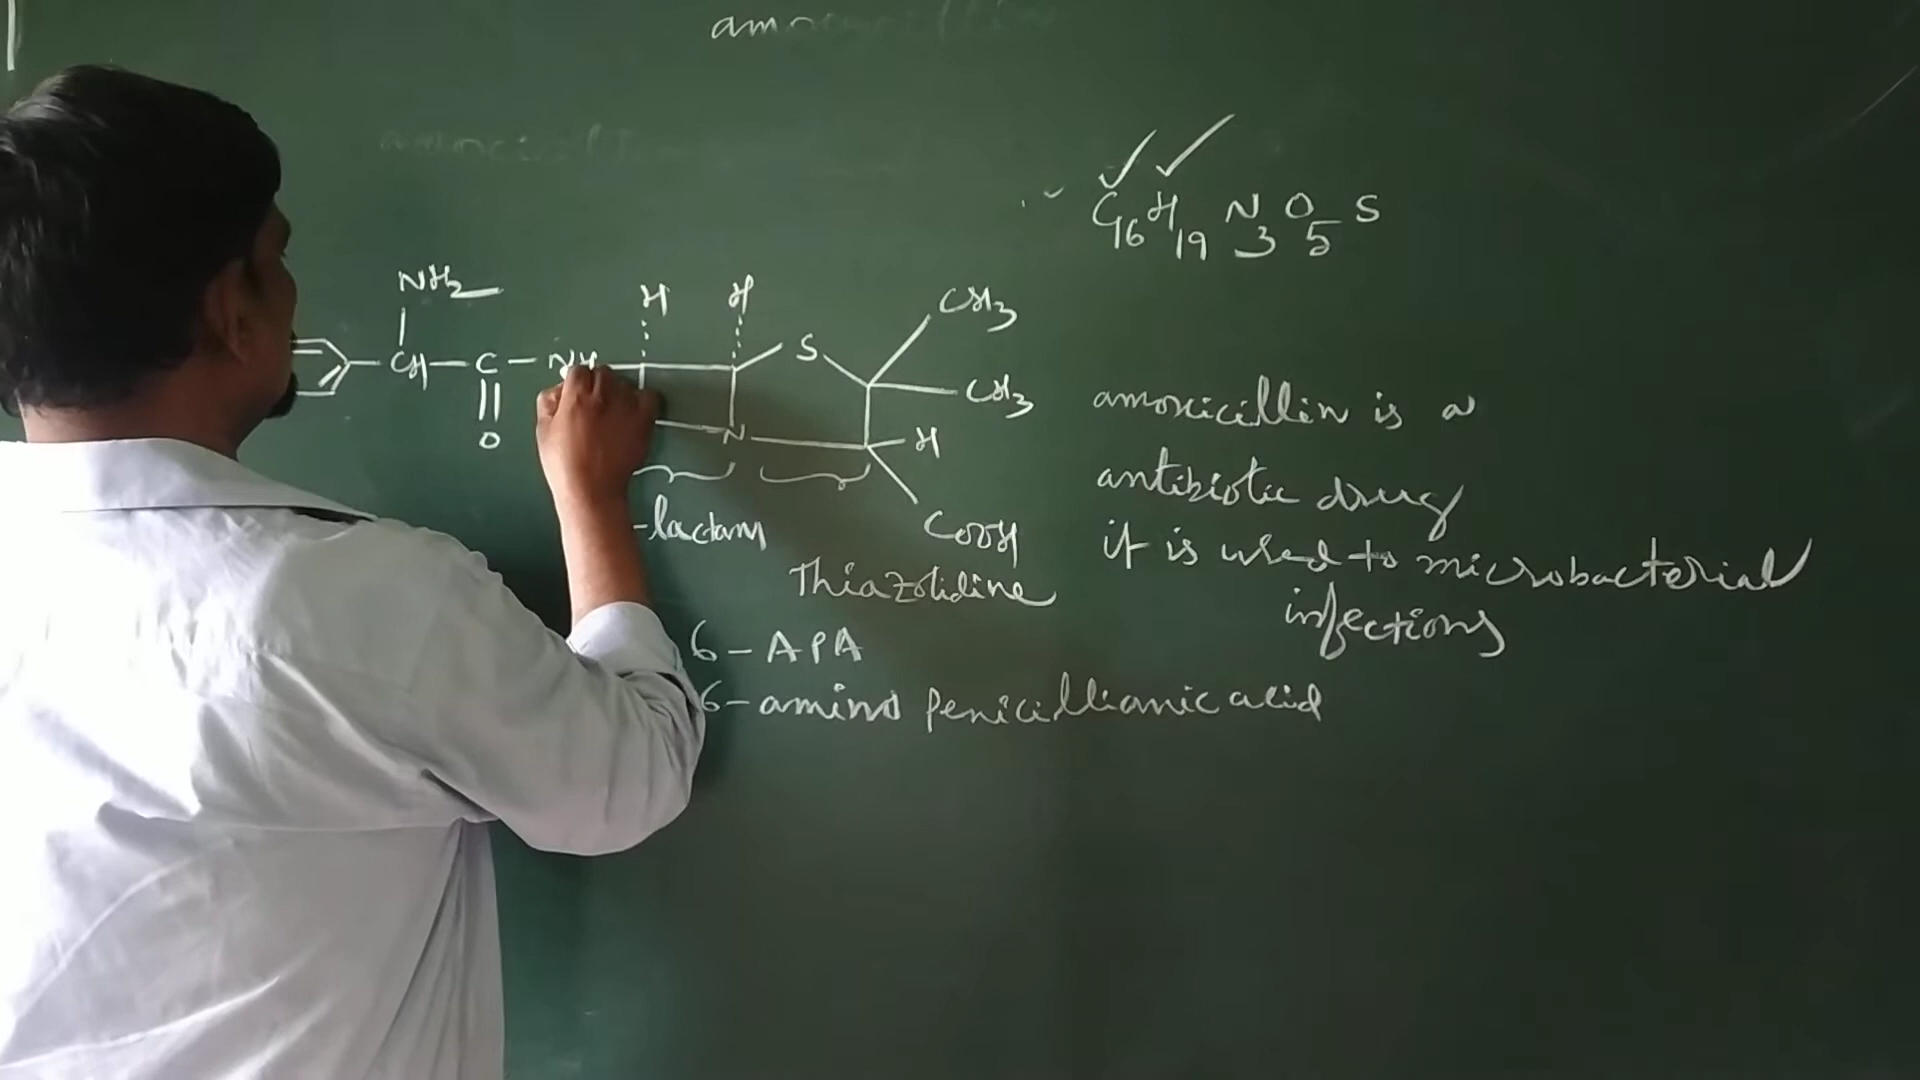 amoxicillin
amoxicillin
C16 H19 N3 O5 S
NH2
H H
CH3
CH C NH S
CH3
O N H
COOH
-lactam
Thiazolidine
6-APA
6-amino penicillianic acid
amoxicillin is a
antibiotic drug
it is used to microbacterial
infections